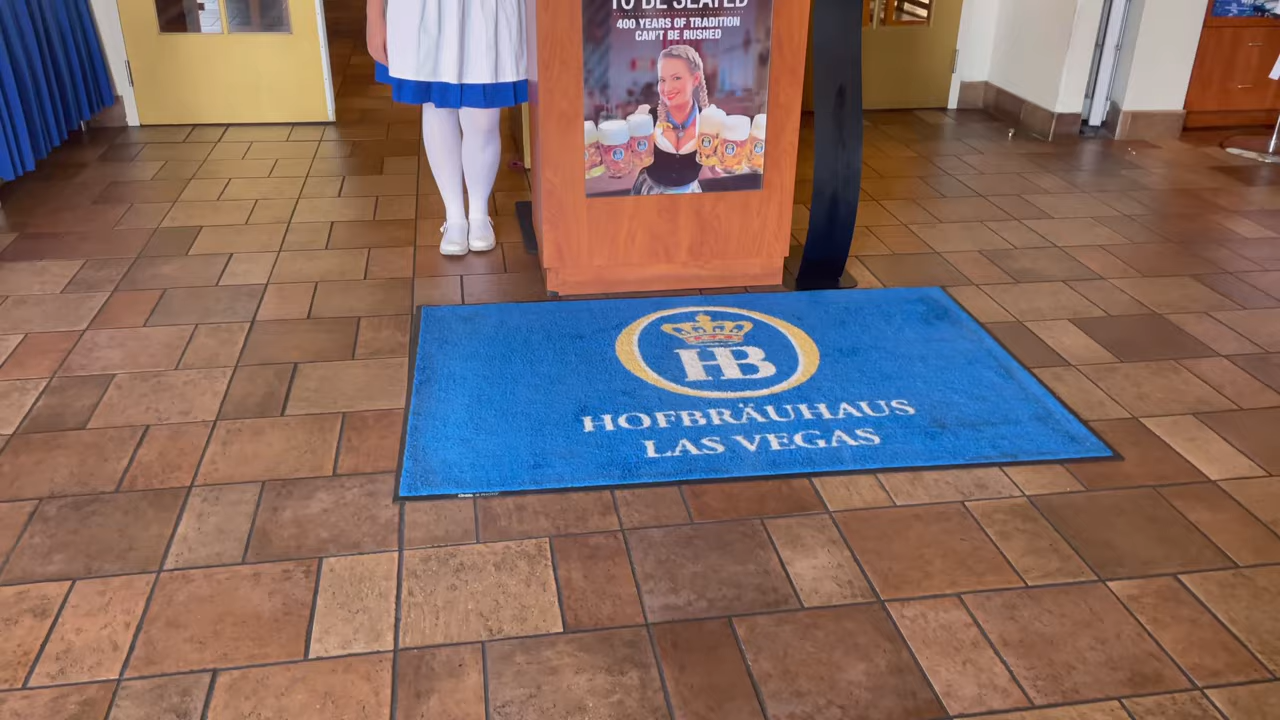 TO BE SEATED
400 YEARS OF TRADITION
CAN'T BE RUSHED
HB
HOFBRÄUHAUS
LAS VEGAS